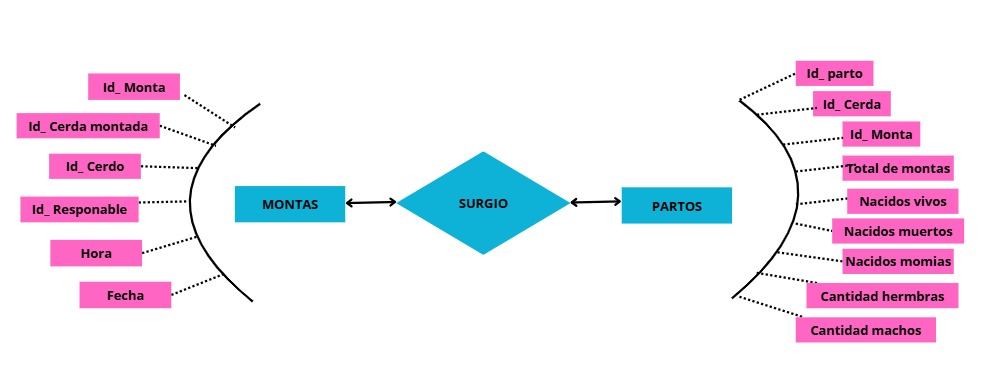 Id_ Monta
Id_ Cerda montada
Id_ Cerdo
Id_ Responable
Hora
Fecha
MONTAS
SURGIO
PARTOS
Id_ parto
Id_ Cerda
Id_ Monta
Total de montas
Nacidos vivos
Nacidos muertos
Nacidos momias
Cantidad hermbras
Cantidad machos